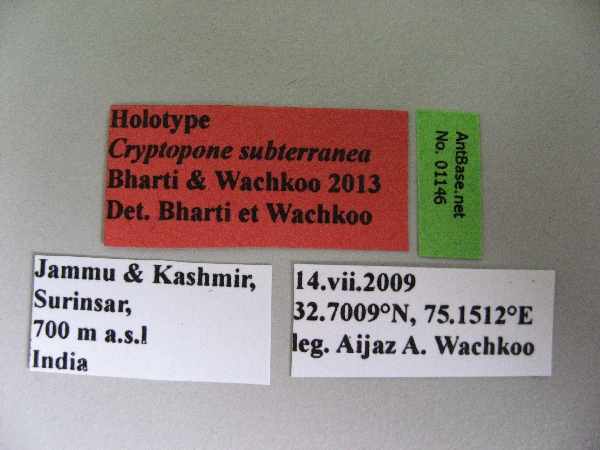 Holotype
Cryptopone subterranea
Bharti & Wachkoo 2013
Det. Bharti et Wachkoo
AntBase.net
No. 01146
Jammu & Kashmir,
Surinsar,
700 m a.s.l
India
14.vii.2009
32.7009°N, 75.1512°E
leg. Aijaz A. Wachkoo